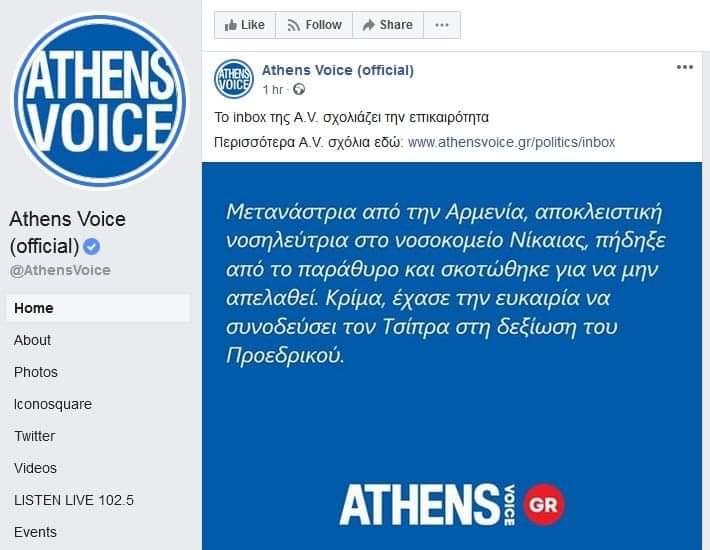 ATHENS
VOICE
Athens Voice
(official)
@AthensVoice
Home
About
Photos
Iconosquare
Twitter
Videos
LISTEN LIVE 102.5
Events
Like
Follow
Share
ATHENS
VOICE
Athens Voice (official)
1 hr ·
Το inbox της A.V. σχολιάζει την επικαιρότητα
Περισσότερα A.V. σχόλια εδώ: www.athensvoice.gr/politics/inbox
Μετανάστρια από την Αρμενία, αποκλειστική
νοσηλεύτρια στο νοσοκομείο Νίκαιας, πήδηξε
από το παράθυρο και σκοτώθηκε για να μην
απελαθεί. Κρίμα, έχασε την ευκαιρία να
συνοδεύσει τον Τσίπρα στη δεξίωση του
Προεδρικού.
ATHENS VOICE GR